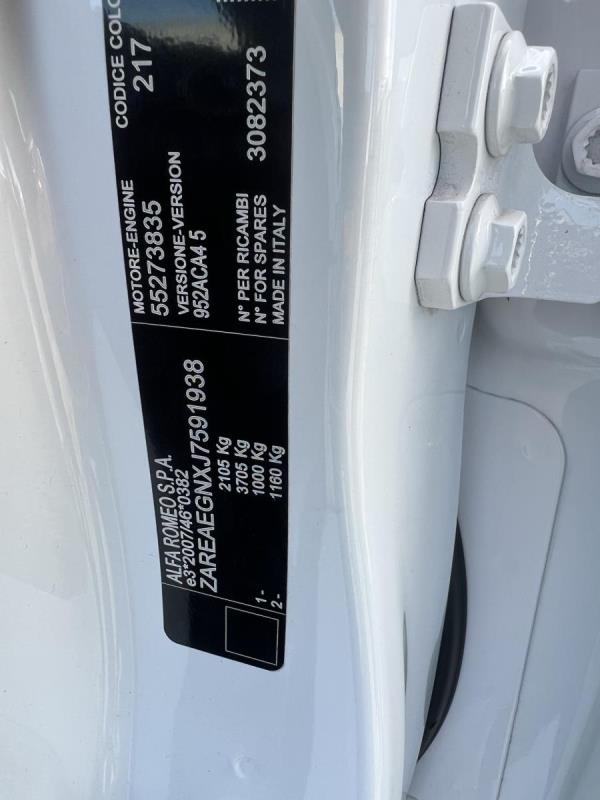 ALFA ROMEO S.P.A.
e3*2007/46*0382
ZAREAEGNXJ7591938
2105 Kg
3705 Kg
1- 1000 Kg
2- 1160 Kg
MOTORE-ENGINE
55273835
VERSIONE-VERSION
952ACA4 5
N° PER RICAMBI
N° FOR SPARES
MADE IN ITALY
3082373
CODICE COLO
217